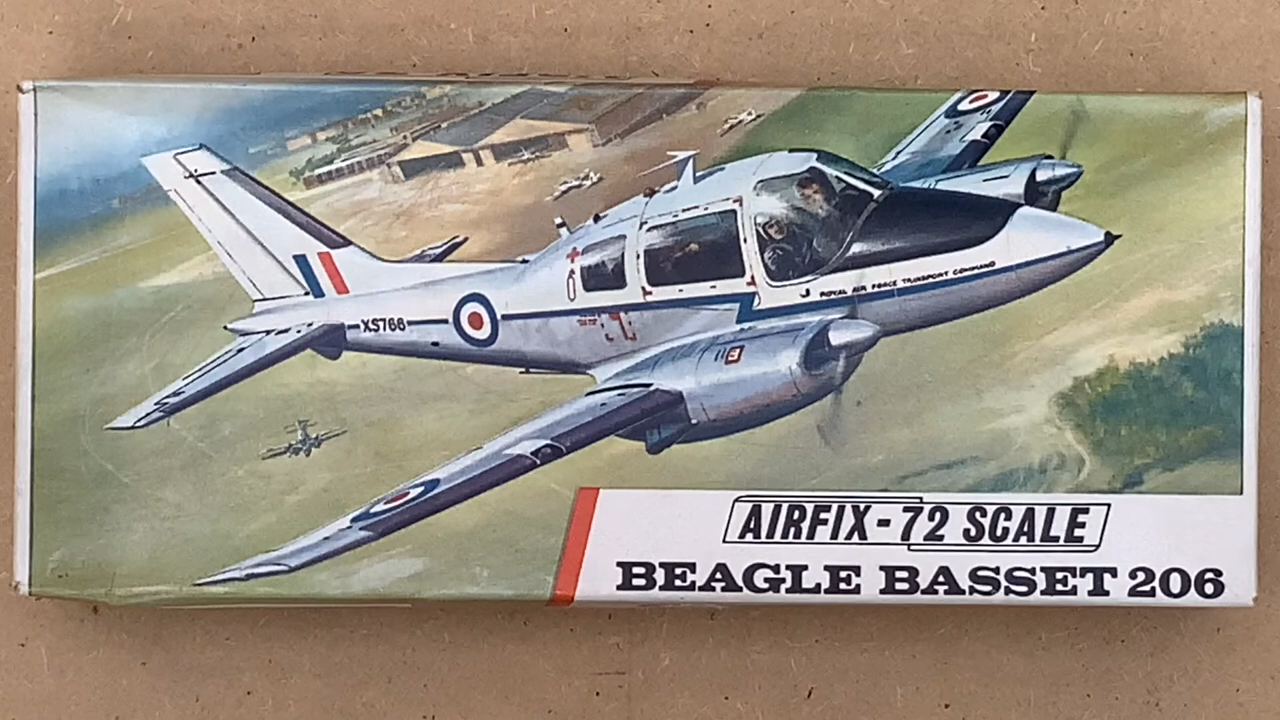 XS766
J ROYAL AIR FORCE TRANSPORT COMMAND
AIRFIX-72 SCALE
BEAGLE BASSET 206